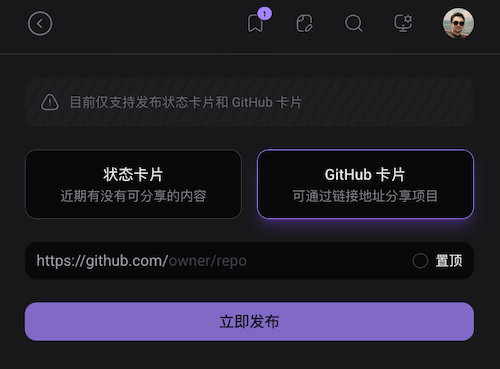 1
目前仅支持发布状态卡片和 GitHub 卡片
状态卡片
近期有没有可分享的内容
GitHub 卡片
可通过链接地址分享项目
https://github.com/owner/repo
置顶
立即发布